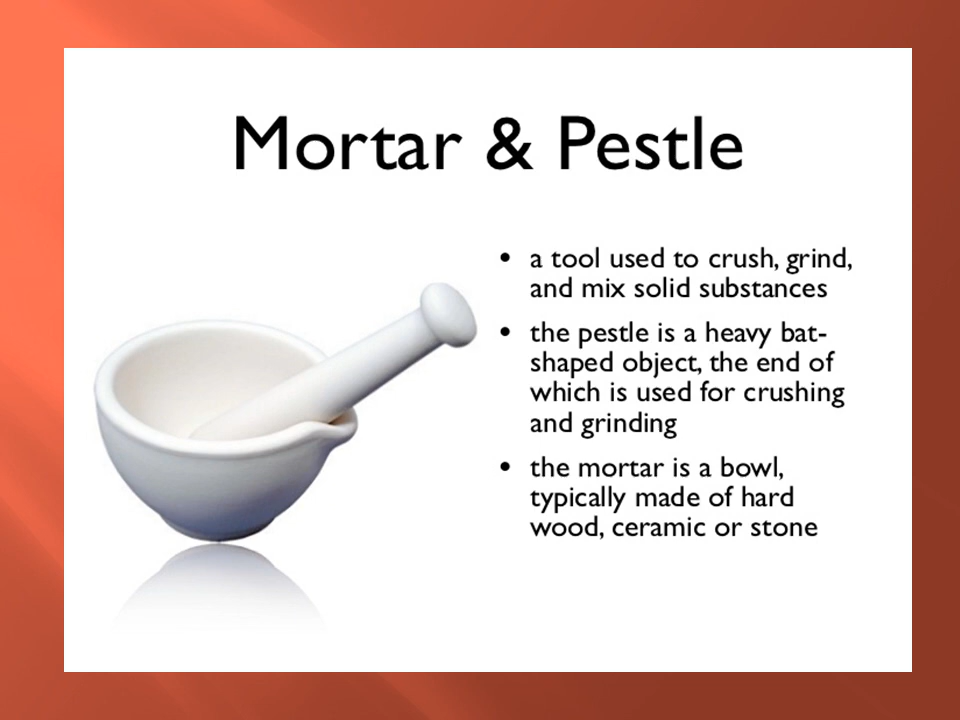 Mortar & Pestle
• a tool used to crush, grind,
and mix solid substances
• the pestle is a heavy bat-
shaped object, the end of
which is used for crushing
and grinding
• the mortar is a bowl,
typically made of hard
wood, ceramic or stone